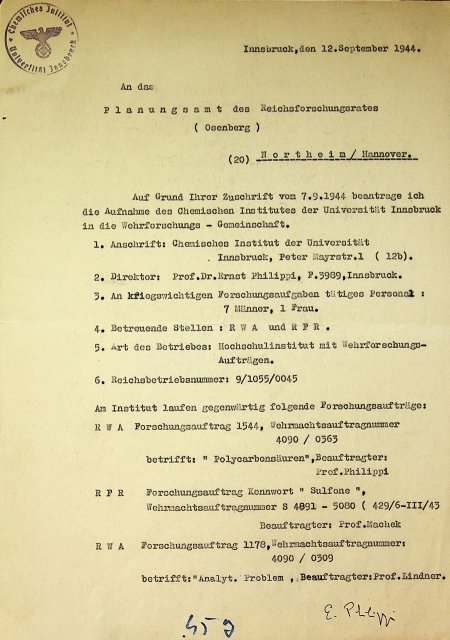 Chemisches Institut
Universität Innsbruck
Innsbruck,den 12.September 1944.
An das
P l a n u n g s a m t des Reichsforschungsrates
( Osenberg )
(20) N o r t h e i m / Hannover.
Auf Grund Ihrer Zuschrift vom 7.9.1944 beantrage ich
die Aufnahme des Chemischen Institutes der Universität Innsbruck
in die Wehrforschungs - Gemeinschaft.
1. Anschrift: Chemisches Institut der Universität
Innsbruck, Peter Mayrstr.1 ( 12b).
2. Direktor: Prof.Dr.Ernst Philippi, F.3989,Innsbruck.
3. An kriegswichtigen Forschungsaufgaben tätiges Personal :
7 Männer, 1 Frau.
4. Betreuende Stellen : R W A und R F R .
5. Art des Betriebes: Hochschulinstitut mit Wehrforschungs-
Aufträgen.
6. Reichsbetriebsnummer: 9/1055/0045
Am Institut laufen gegenwärtig folgende Forschungsaufträge:
R W A Forschungsauftrag 1544, Wehrmachtsauftragnummer
4090 / 0363
betrifft: " Polycarbonsäuren",Beauftragter:
Prof.Philippi
R F R Forschungsauftrag Kennwort " Sulfone ",
Wehrmachtsauftragnummer S 4891 - 5080 ( 429/6-III/43
Beauftragter: Prof.Machek
R W A Forschungsauftrag 1178,Wehrmachtsauftragnummer:
4090 / 0309
betrifft:"Analyt. Problem , Beauftragter:Prof.Lindner.
E. Philippi